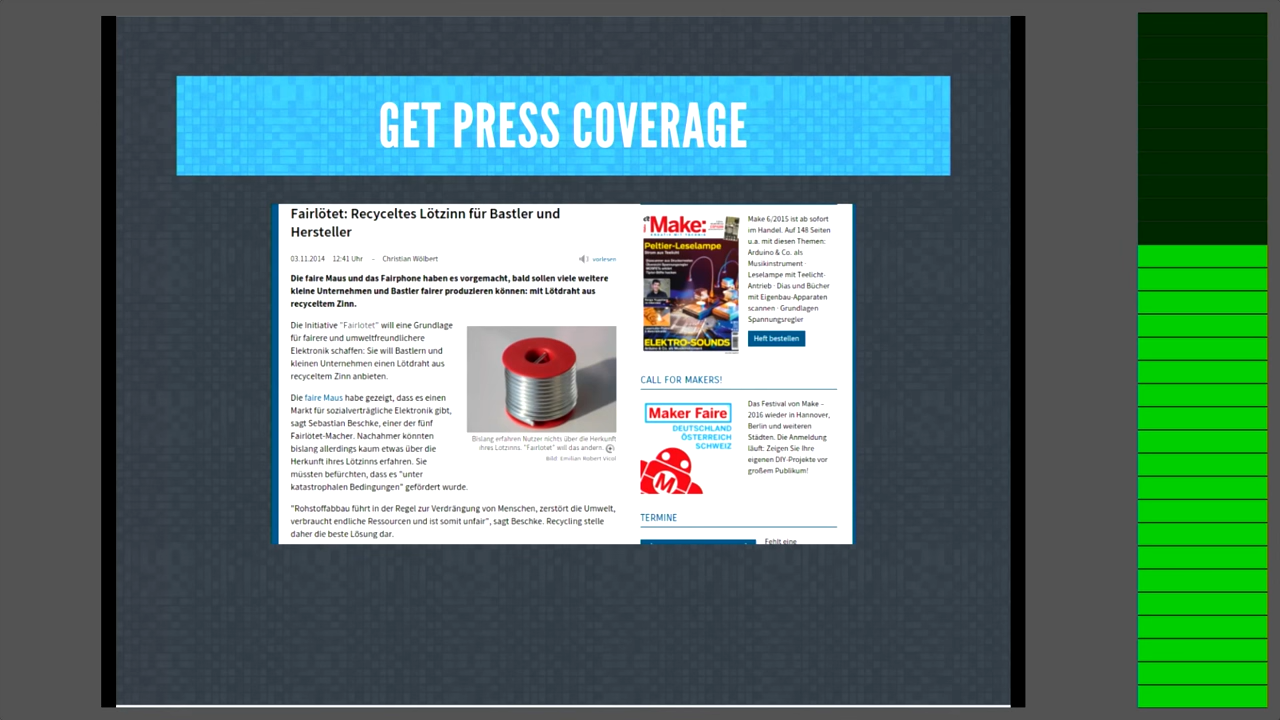 GET PRESS COVERAGE
Fairlötet: Recyceltes Lötzinn für Bastler und
Hersteller
03.11.2014 12:41 Uhr - Christian Wölbert
vorlesen
Die faire Maus und das Fairphone haben es vorgemacht, bald sollen viele weitere
kleine Unternehmen und Bastler fairer produzieren können: mit Lötdraht aus
recyceltem Zinn.
Die Initiative "Fairlotet" will eine Grundlage
für fairere und umweltfreundlichere
Elektronik schaffen: Sie will Bastlern und
kleinen Unternehmen einen Lötdraht aus
recyceltem Zinn anbieten.
Die faire Maus habe gezeigt, dass es einen
Markt für sozialverträgliche Elektronik gibt,
sagt Sebastian Beschke, einer der fünf
Fairlötet-Macher. Nachahmer könnten
bislang allerdings kaum etwas über die
Herkunft ihres Lötzinns erfahren. Sie
müssten befürchten, dass es "unter
katastrophalen Bedingungen" gefördert wurde.
Bislang erfahren Nutzer nichts über die Herkunft
ihres Lotzinns. "Fairlotet" will das andern.
Bild: Emilian Robert Vicol
"Rohstoffabbau führt in der Regel zur Verdrängung von Menschen, zerstört die Umwelt,
verbraucht endliche Ressourcen und ist somit unfair", sagt Beschke. Recycling stelle
daher die beste Lösung dar.
Make:
Peltier-Leselampe
ELEKTRO-SOUNDS
Make 6/2015 ist ab sofort
im Handel. Auf 148 Seiten
u.a. mit diesen Themen:
Arduino & Co. als
Musikinstrument ·
Leselampe mit Teelicht-
Antrieb · Dias und Bücher
mit Eigenbau-Apparaten
scannen · Grundlagen
Spannungsregler
Heft bestellen
CALL FOR MAKERS!
Maker Faire
DEUTSCHLAND
ÖSTERREICH
SCHWEIZ
M
Das Festival von Make –
2016 wieder in Hannover,
Berlin und weiteren
Städten. Die Anmeldung
läuft: Zeigen Sie Ihre
eigenen DIY-Projekte vor
großem Publikum!
TERMINE
Fehlt eine